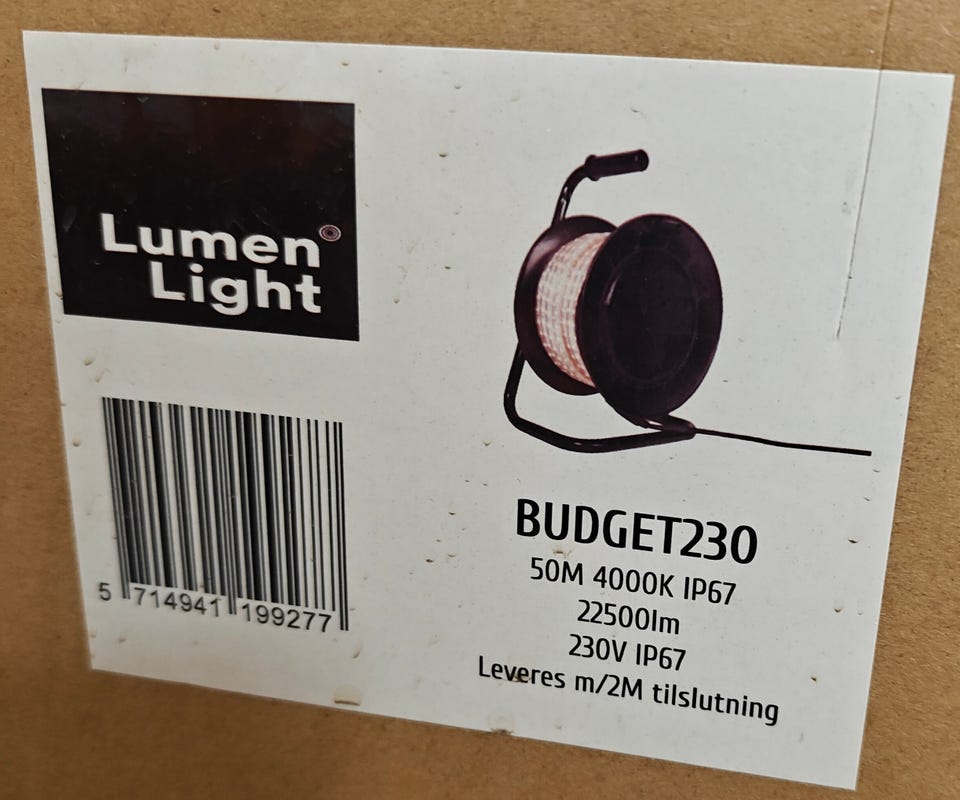 Lumen
Light
5 714941 199277
BUDGET230
50M 4000K IP67
22500lm
230V IP67
Leveres m/2M tilslutning